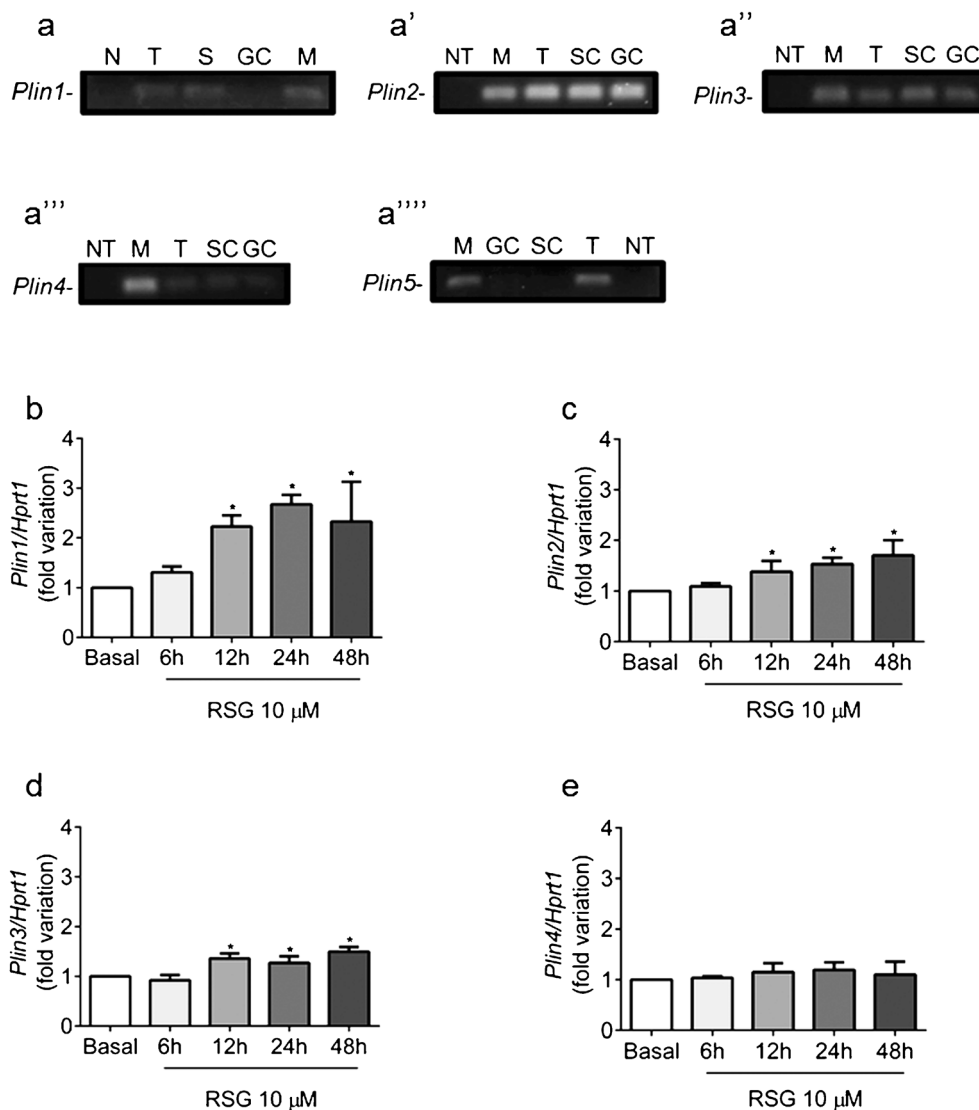 a
N T S GC M
Plin1-
a'
NT M T SC GC
Plin2-
a''
NT M T SC GC
Plin3-
a'''
NT M T SC GC
Plin4-
a''''
M GC SC T NT
Plin5-
b
Plin1/Hprt1
(fold variation)
4
3
2
1
0
* * *
Basal 6h 12h 24h 48h
RSG 10 µM
c
Plin2/Hprt1
(fold variation)
4
3
2
1
0
* * *
Basal 6h 12h 24h 48h
RSG 10 µM
d
Plin3/Hprt1
(fold variation)
4
3
2
1
0
* * *
Basal 6h 12h 24h 48h
RSG 10 µM
e
Plin4/Hprt1
(fold variation)
4
3
2
1
0
Basal 6h 12h 24h 48h
RSG 10 µM